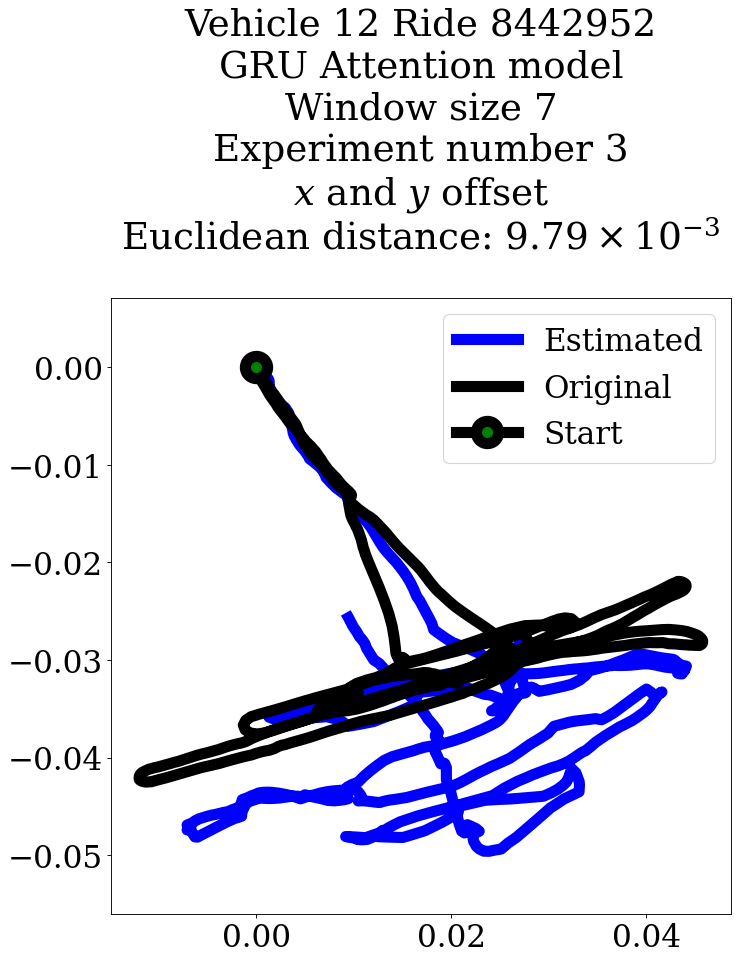 Vehicle 12 Ride 8442952
GRU Attention model
Window size 7
Experiment number 3
x and y offset
Euclidean distance: 9.79 × 10⁻³
Estimated
Original
Start
0.00
−0.01
−0.02
−0.03
−0.04
−0.05
0.00 0.02 0.04